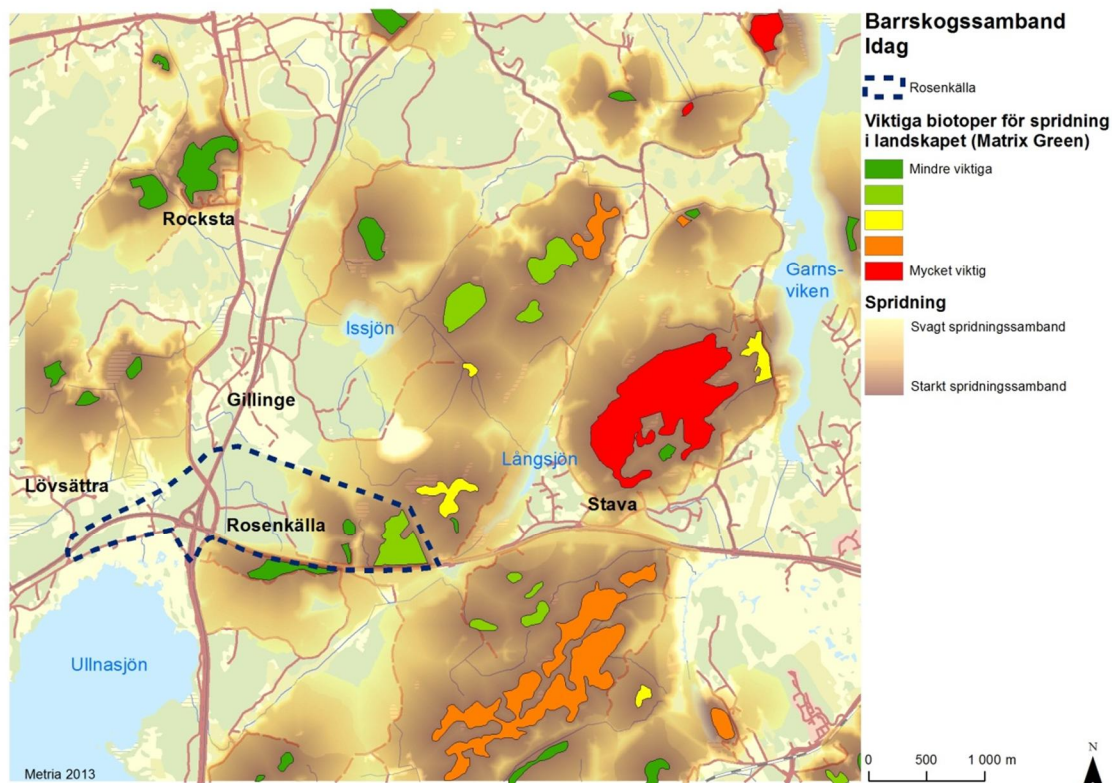 Barrskogssamband
Idag
Rosenkälla
Viktiga biotoper för spridning
i landskapet (Matrix Green)
Mindre viktiga
Mycket viktig
Spridning
Svagt spridningssamband
Starkt spridningssamband
Rocksta
Garns-
viken
Issjön
Gillinge
Långsjön
Lövsättra
Stava
Rosenkälla
Ullnasjön
Metria 2013
0 500 1 000 m
N